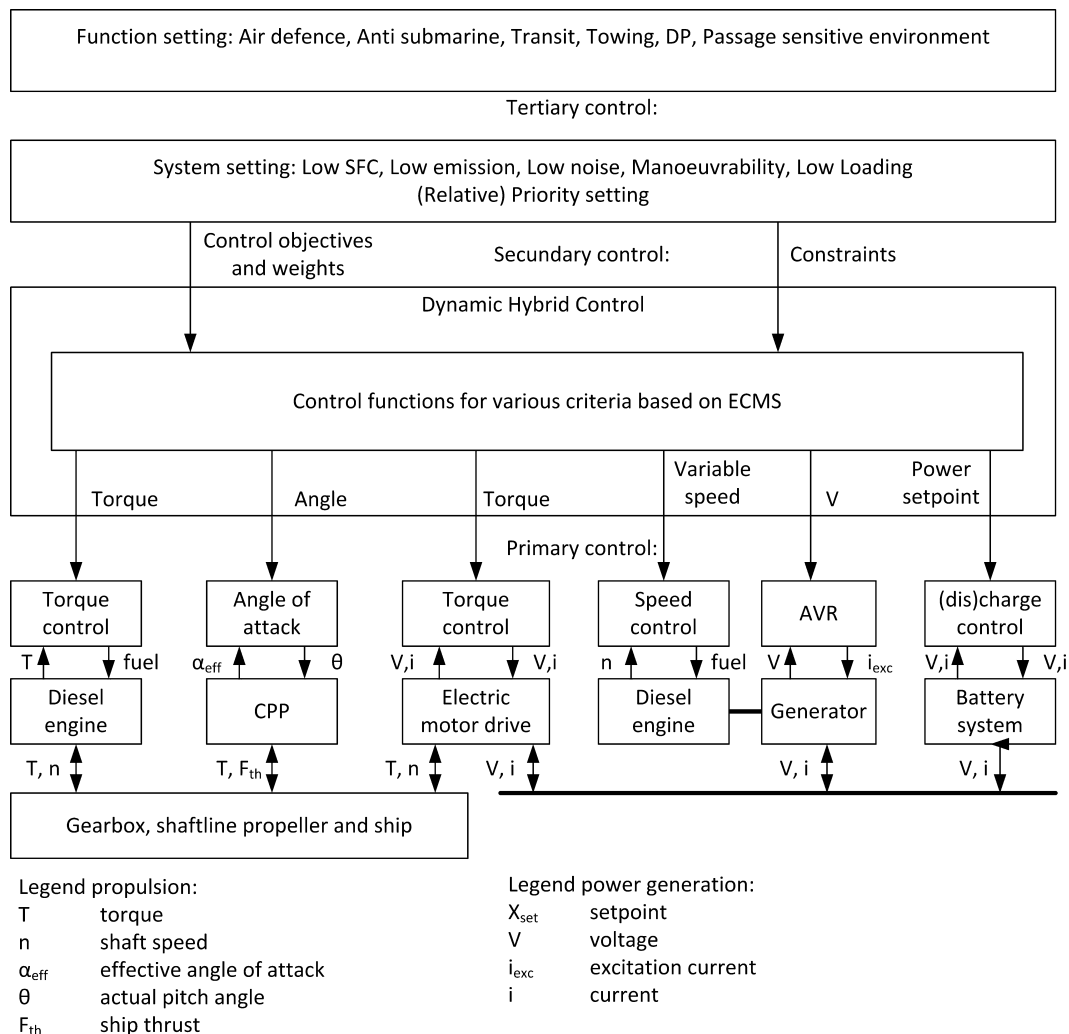 Function setting: Air defence, Anti submarine, Transit, Towing, DP, Passage sensitive environment
Tertiary control:
System setting: Low SFC, Low emission, Low noise, Manoeuvrability, Low Loading
(Relative) Priority setting
Control objectives
and weights
Secundary control:
Constraints
Dynamic Hybrid Control
Control functions for various criteria based on ECMS
Torque
Angle
Torque
Variable
speed
V
Power
setpoint
Primary control:
Torque
control
Angle of
attack
Torque
control
Speed
control
AVR
(dis)charge
control
T
fuel
αeff
θ
V,i
V,i
n
fuel
V
iexc
V,i
V,i
Diesel
engine
CPP
Electric
motor drive
Diesel
engine
Generator
Battery
system
T, n
T, Fth
T, n
V, i
V, i
V, i
Gearbox, shaftline propeller and ship
Legend propulsion:
T torque
n shaft speed
αeff effective angle of attack
θ actual pitch angle
Fth ship thrust
Legend power generation:
Xset setpoint
V voltage
iexc excitation current
i current